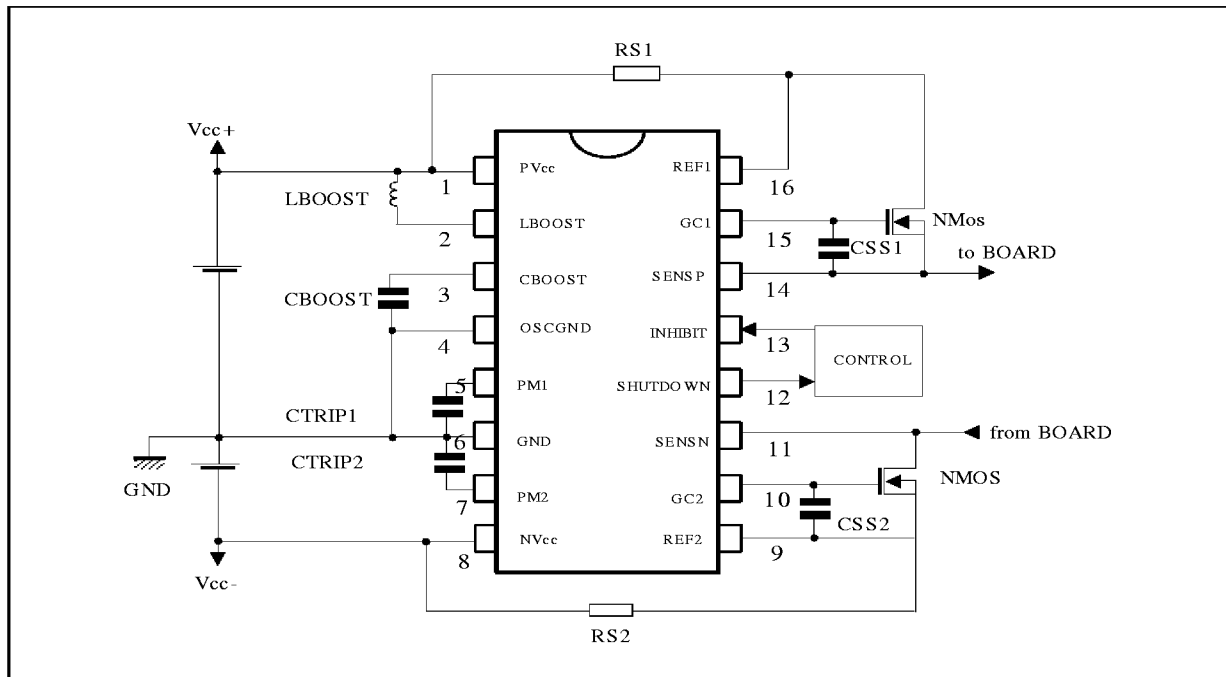 RS1
Vcc+
LBOOST
CBOOST
CTRIP1
CTRIP2
GND
Vcc-
RS2
1 PVcc
2 LBOOST
3 CBOOST
4 OSCGND
5 PM1
6 GND
7 PM2
8 NVcc
REF1 16
GC1 15
SENSP 14
INHIBIT 13
SHUTDOWN 12
SENSN 11
GC2 10
REF2 9
NMos
CSS1
to BOARD
CONTROL
from BOARD
NMOS
CSS2